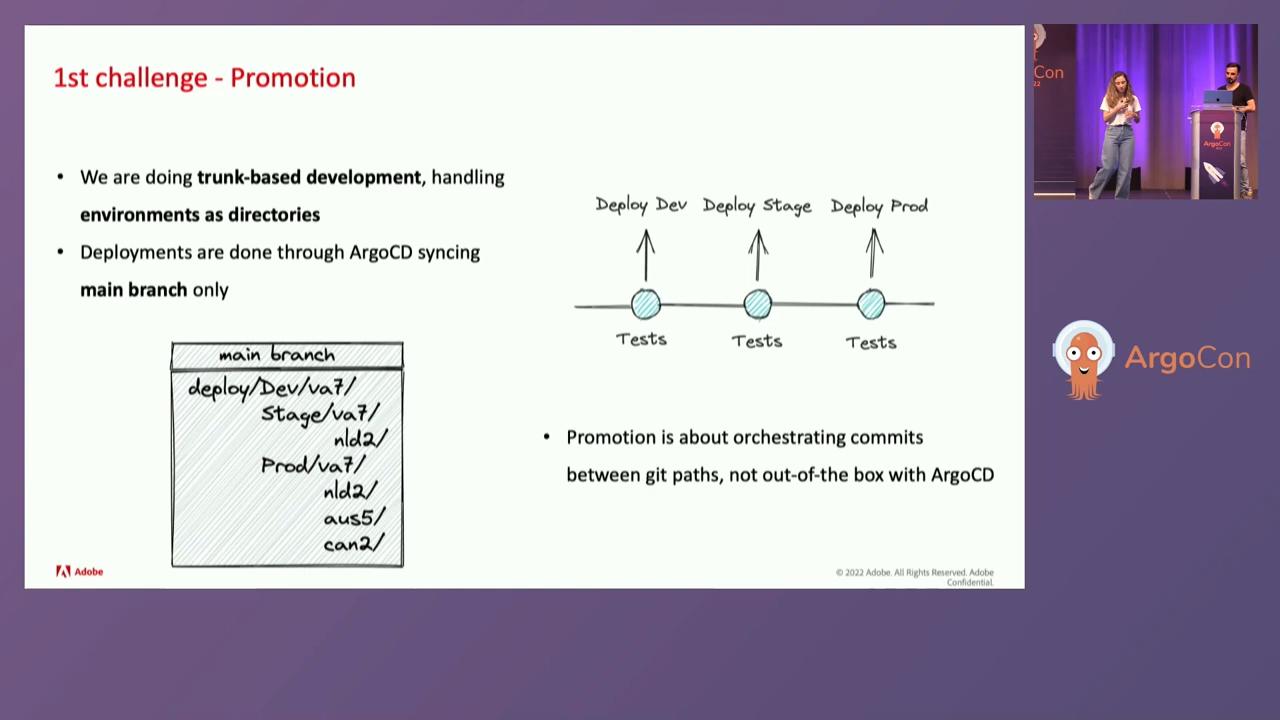 1st challenge - Promotion
• We are doing trunk-based development, handling
environments as directories
• Deployments are done through ArgoCD syncing
main branch only
main branch
deploy/Dev/va7/
Stage/va7/
nld2/
Prod/va7/
nld2/
aus5/
can2/
Deploy Dev Deploy Stage Deploy Prod
Tests Tests Tests
• Promotion is about orchestrating commits
between git paths, not out-of-the box with ArgoCD
Adobe
© 2022 Adobe. All Rights Reserved. Adobe
Confidential.
Con
22
ArgoCon
ArgoCon